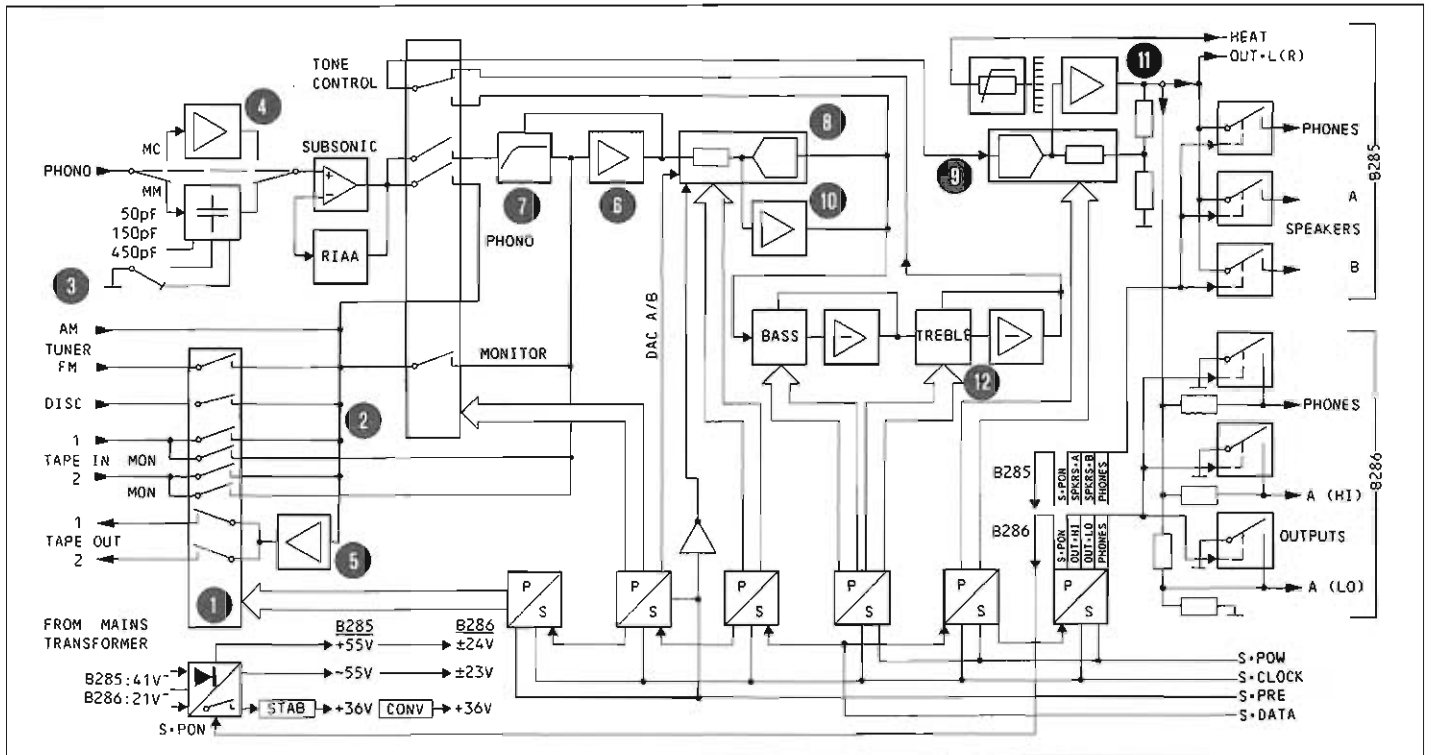 HEAT
OUT·L(R)
TONE
CONTROL
11
4
8
MC
SUBSONIC
PHONES
PHONO
9
B285
MM
7
6
10
A
50pF
150pF
450pF
SPEAKERS
PHONO
RIAA
B
3
AM
DAC A/B
TUNER
FM
MONITOR
BASS
TREBLE
12
DISC
2
PHONES
1
TAPE IN MON
2
MON
B285
S·PON
SPKRS·A
SPKRS·B
PHONES
B286
A (HI)
1
TAPE OUT
2
5
B286
S·PON
OUT·HI
OUT·LO
PHONES
OUTPUTS
1
P
S
P
S
P
S
P
S
P
S
P
S
A (LO)
FROM MAINS
TRANSFORMER
B285
B286
+55V
±24V
B285:41V~
B286:21V~
~55V
±23V
STAB
+36V
CONV
+36V
S·PON
S·POW
S·CLOCK
S·PRE
S·DATA